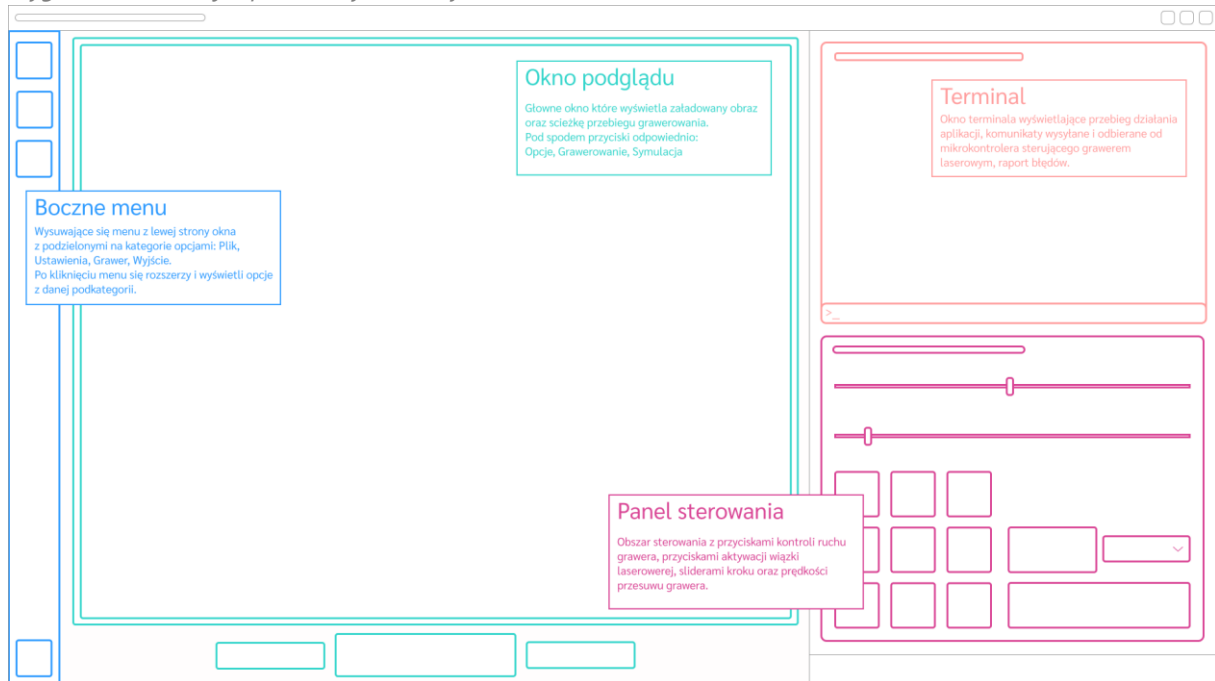 Okno podglądu
Głowne okno które wyświetla załadowany obraz
oraz scieżkę przebiegu grawerowania.
Pod spodem przyciski odpowiednio:
Opcje, Grawerowanie, Symulacja
Terminal
Okno terminala wyświetlające przebieg działania
aplikacji, komunikaty wysyłane i odbierane od
mikrokontrolera sterującego grawerem
laserowym, raport błędów.
Boczne menu
Wysuwające się menu z lewej strony okna
z podzielonymi na kategorie opcjami: Plik,
Ustawienia, Grawer, Wyjście.
Po kliknięciu menu się rozszerzy i wyświetli opcje
z danej podkategorii.
>_
Panel sterowania
Obszar sterowania z przyciskami kontroli ruchu
grawera, przyciskami aktywacji wiązki
laserowerej, sliderami kroku oraz prędkości
przesuwu grawera.